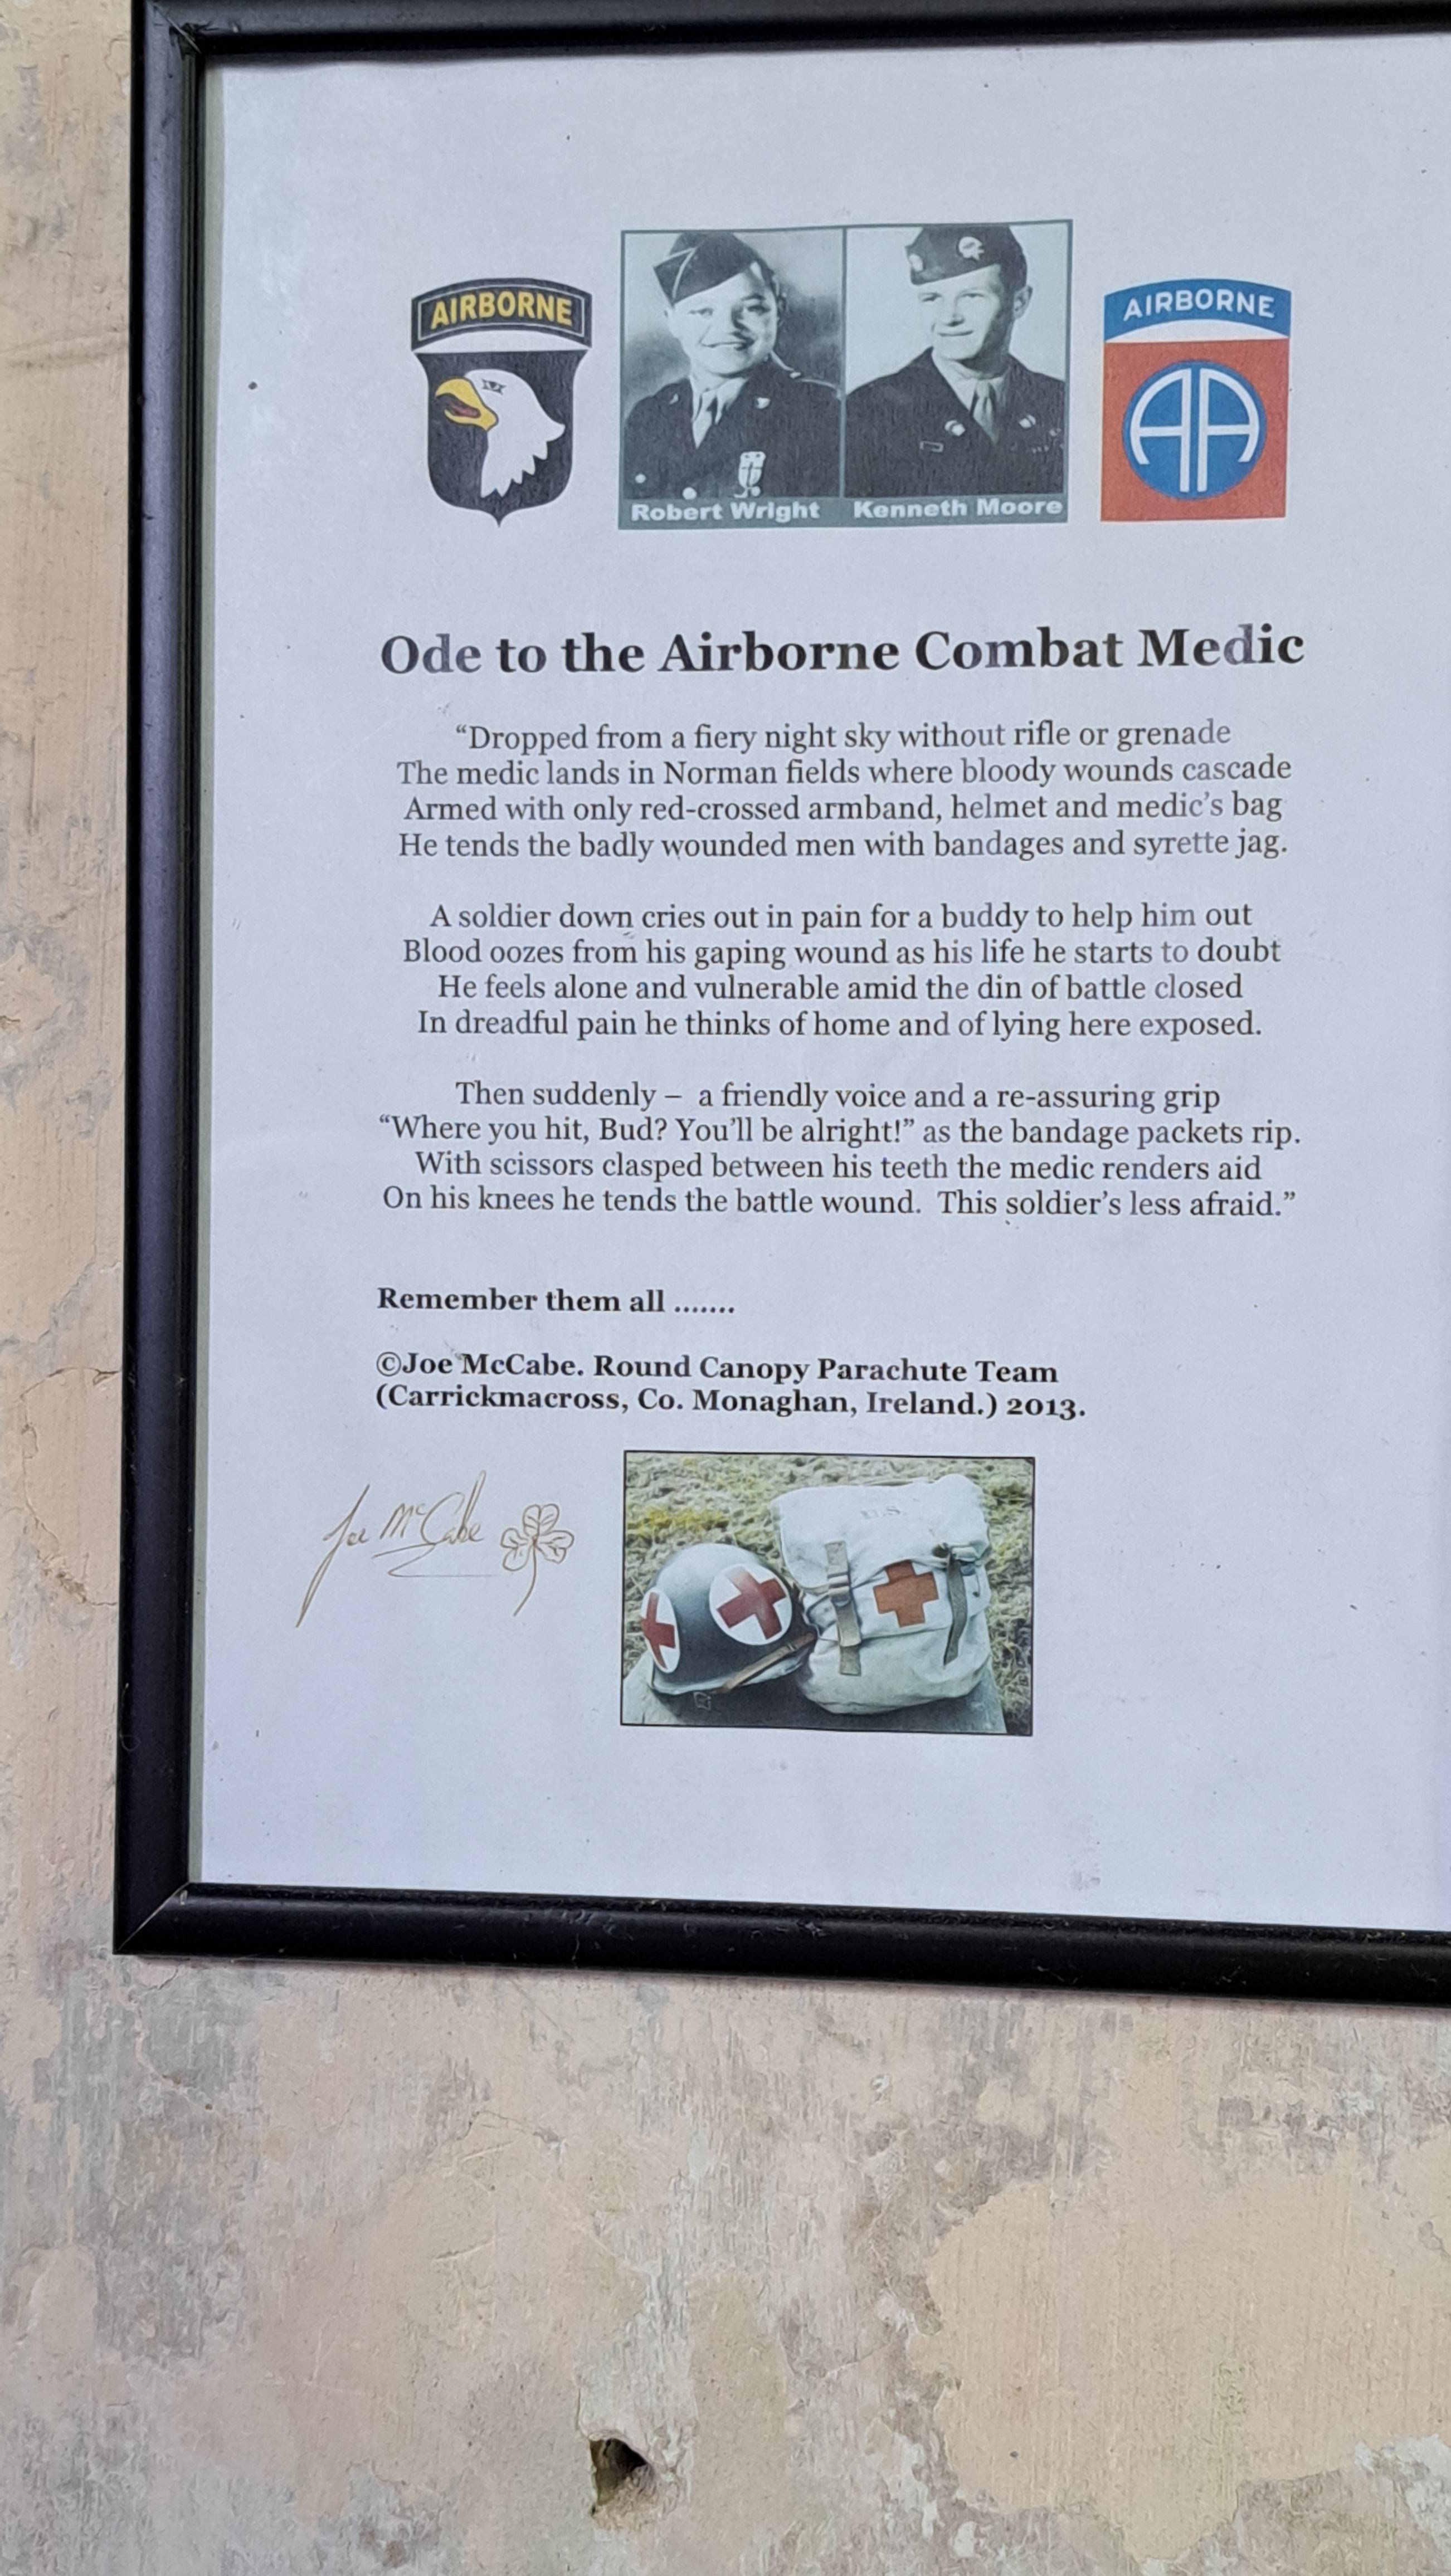 AIRBORNE
AIRBORNE
Robert Wright
Kenneth Moore
Ode to the Airborne Combat Medic
“Dropped from a fiery night sky without rifle or grenade
The medic lands in Norman fields where bloody wounds cascade
Armed with only red-crossed armband, helmet and medic’s bag
He tends the badly wounded men with bandages and syrette jag.
A soldier down cries out in pain for a buddy to help him out
Blood oozes from his gaping wound as his life he starts to doubt
He feels alone and vulnerable amid the din of battle closed
In dreadful pain he thinks of home and of lying here exposed.
Then suddenly – a friendly voice and a re-assuring grip
“Where you hit, Bud? You’ll be alright!” as the bandage packets rip.
With scissors clasped between his teeth the medic renders aid
On his knees he tends the battle wound. This soldier’s less afraid.”
Remember them all .......
©Joe McCabe. Round Canopy Parachute Team
(Carrickmacross, Co. Monaghan, Ireland.) 2013.
Joe McCabe
U.S.